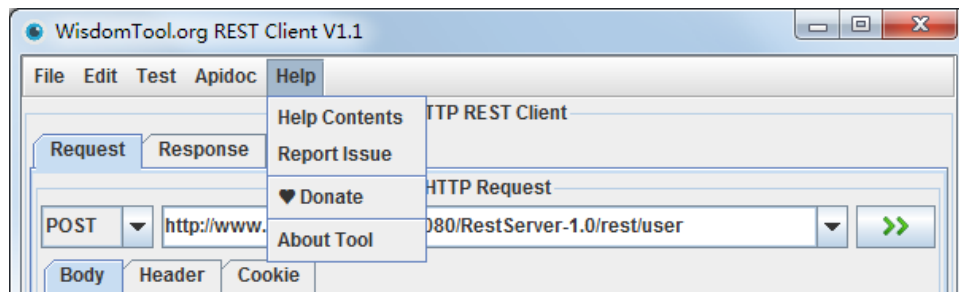 WisdomTool.org REST Client V1.1
File Edit Test Apidoc Help
Help Contents
Report Issue
Donate
About Tool
TTP REST Client
Request Response
HTTP Request
POST http://www. 080/RestServer-1.0/rest/user >>
Body Header Cookie